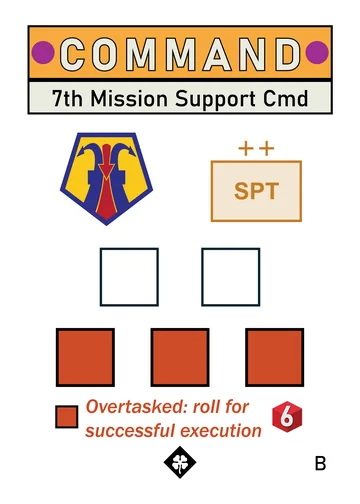 COMMAND
7th Mission Support Cmd
++
SPT
Overtasked: roll for
successful execution
6
B